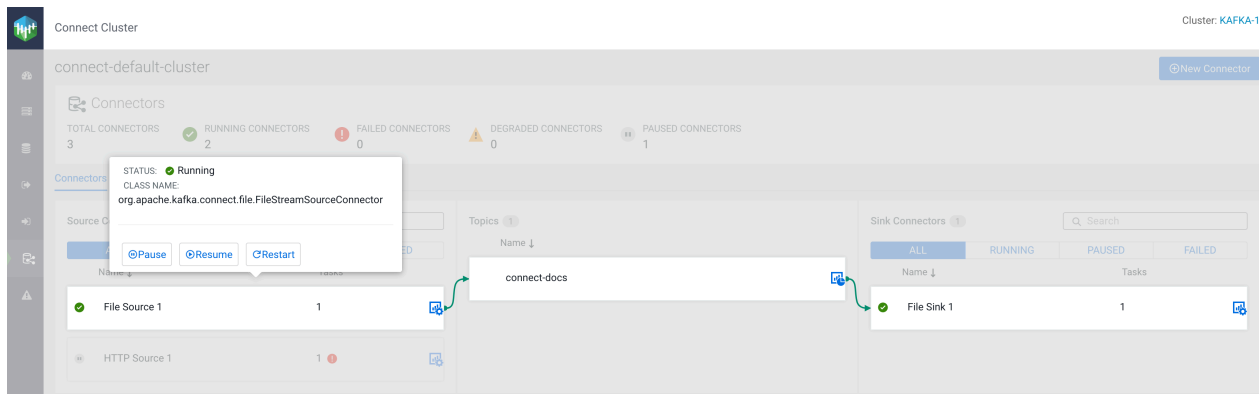 Connect Cluster
Cluster: KAFKA-1
connect-default-cluster
New Connector
Connectors
TOTAL CONNECTORS
3
RUNNING CONNECTORS
2
FAILED CONNECTORS
0
DEGRADED CONNECTORS
0
PAUSED CONNECTORS
1
Connectors
STATUS: Running
CLASS NAME:
org.apache.kafka.connect.file.FileStreamSourceConnector
Pause Resume Restart
Source C
Name ↓ Tasks
File Source 1 1
HTTP Source 1 1
Topics 1
Name ↓
connect-docs
Sink Connectors 1
Search
ALL RUNNING PAUSED FAILED
Name ↓ Tasks
File Sink 1 1